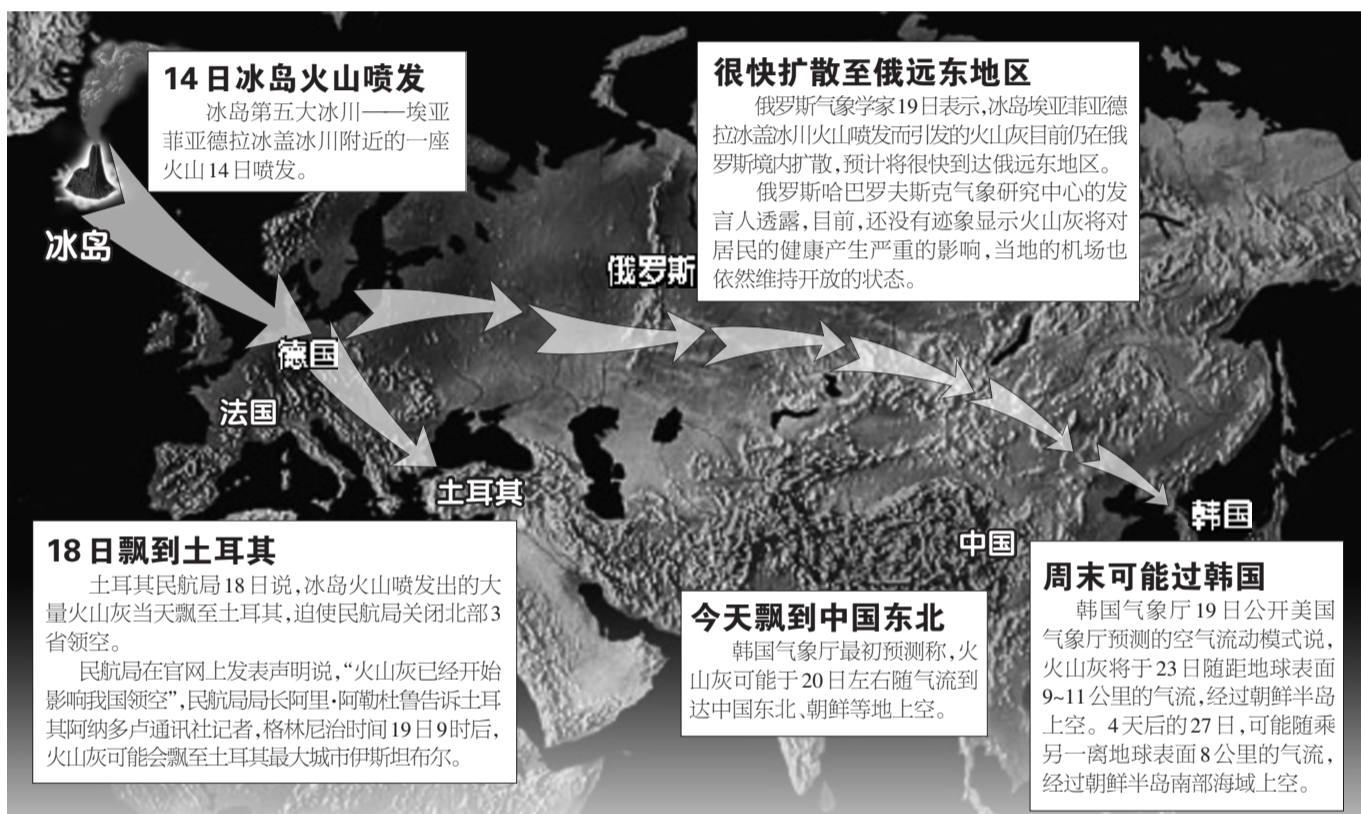 14日冰岛火山喷发
冰岛第五大冰川——埃亚
菲亚德拉冰盖冰川附近的一座
火山14日喷发。
很快扩散至俄远东地区
俄罗斯气象学家19日表示，冰岛埃亚菲亚德
拉冰盖冰川火山喷发而引发的火山灰目前仍在俄
罗斯境内扩散，预计将很快到达俄远东地区。
俄罗斯哈巴罗夫斯克气象研究中心的发
言人透露，目前，还没有迹象显示火山灰将对
居民的健康产生严重的影响，当地的机场也
依然维持开放的状态。
冰岛
俄罗斯
德国
法国
土耳其
中国
韩国
18日飘到土耳其
土耳其民航局18日说，冰岛火山喷发出的大
量火山灰当天飘至土耳其，迫使民航局关闭北部3
省领空。
民航局在官网上发表声明说，“火山灰已经开始
影响我国领空”，民航局局长阿里·阿勒杜鲁告诉土耳
其阿纳多卢通讯社记者，格林尼治时间19日9时后，
火山灰可能会飘至土耳其最大城市伊斯坦布尔。
今天飘到中国东北
韩国气象厅最初预测称，火
山灰可能于20日左右随气流到
达中国东北、朝鲜等地上空。
周末可能过韩国
韩国气象厅19日公开美国
气象厅预测的空气流动模式说，
火山灰将于23日随距地球表面
9~11公里的气流，经过朝鲜半岛
上空。4天后的27日，可能随乘
另一离地球表面8公里的气流，
经过朝鲜半岛南部海域上空。